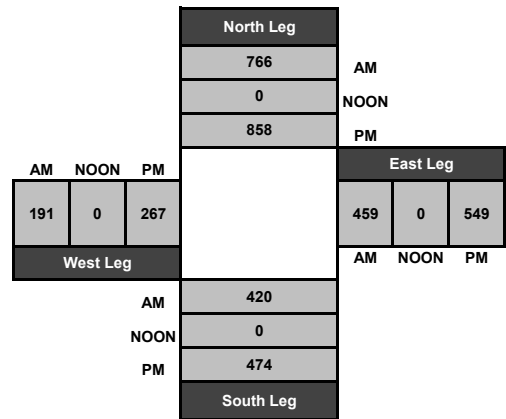 North Leg
766 AM
0 NOON
858 PM
AM NOON PM
East Leg
191 0 267
459 0 549
West Leg
AM NOON PM
AM 420
NOON 0
PM 474
South Leg